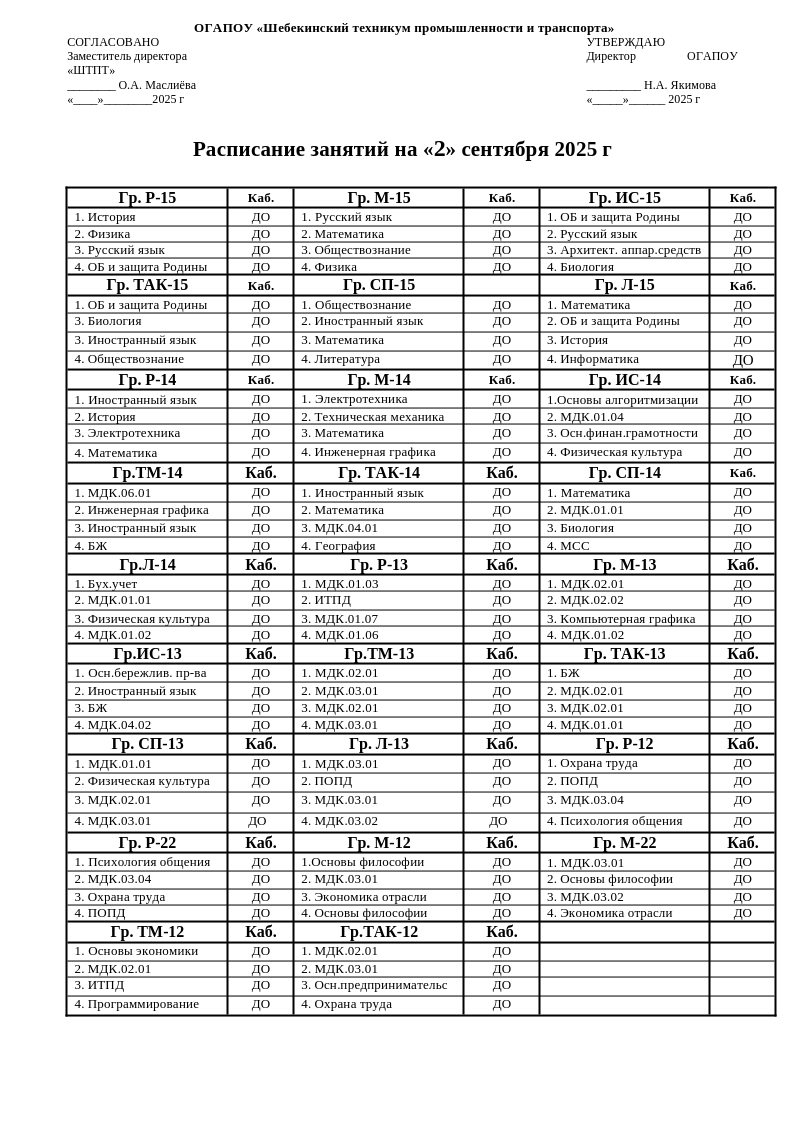 ОГАПОУ «Шебекинский техникум промышленности и транспорта»
СОГЛАСОВАНО УТВЕРЖДАЮ
Заместитель директора Директор ОГАПОУ
«ШТПТ»
________ О.А. Маслиёва _________ Н.А. Якимова
«____»________2025 г «_____»______ 2025 г
Расписание занятий на «2» сентября 2025 г
Гр. Р-15 Каб. Гр. М-15 Каб. Гр. ИС-15 Каб.
1. История ДО 1. Русский язык ДО 1. ОБ и защита Родины ДО
2. Физика ДО 2. Математика ДО 2. Русский язык ДО
3. Русский язык ДО 3. Обществознание ДО 3. Архитект. аппар.средств ДО
4. ОБ и защита Родины ДО 4. Физика ДО 4. Биология ДО
Гр. ТАК-15 Каб. Гр. СП-15 Гр. Л-15 Каб.
1. ОБ и защита Родины ДО 1. Обществознание ДО 1. Математика ДО
3. Биология ДО 2. Иностранный язык ДО 2. ОБ и защита Родины ДО
3. Иностранный язык ДО 3. Математика ДО 3. История ДО
4. Обществознание ДО 4. Литература ДО 4. Информатика ДО
Гр. Р-14 Каб. Гр. М-14 Каб. Гр. ИС-14 Каб.
1. Иностранный язык ДО 1. Электротехника ДО 1.Основы алгоритмизации ДО
2. История ДО 2. Техническая механика ДО 2. МДК.01.04 ДО
3. Электротехника ДО 3. Математика ДО 3. Осн.финан.грамотности ДО
4. Математика ДО 4. Инженерная графика ДО 4. Физическая культура ДО
Гр.ТМ-14 Каб. Гр. ТАК-14 Каб. Гр. СП-14 Каб.
1. МДК.06.01 ДО 1. Иностранный язык ДО 1. Математика ДО
2. Инженерная графика ДО 2. Математика ДО 2. МДК.01.01 ДО
3. Иностранный язык ДО 3. МДК.04.01 ДО 3. Биология ДО
4. БЖ ДО 4. География ДО 4. МСС ДО
Гр.Л-14 Каб. Гр. Р-13 Каб. Гр. М-13 Каб.
1. Бух.учет ДО 1. МДК.01.03 ДО 1. МДК.02.01 ДО
2. МДК.01.01 ДО 2. ИТПД ДО 2. МДК.02.02 ДО
3. Физическая культура ДО 3. МДК.01.07 ДО 3. Компьютерная графика ДО
4. МДК.01.02 ДО 4. МДК.01.06 ДО 4. МДК.01.02 ДО
Гр.ИС-13 Каб. Гр.ТМ-13 Каб. Гр. ТАК-13 Каб.
1. Осн.бережлив. пр-ва ДО 1. МДК.02.01 ДО 1. БЖ ДО
2. Иностранный язык ДО 2. МДК.03.01 ДО 2. МДК.02.01 ДО
3. БЖ ДО 3. МДК.02.01 ДО 3. МДК.02.01 ДО
4. МДК.04.02 ДО 4. МДК.03.01 ДО 4. МДК.01.01 ДО
Гр. СП-13 Каб. Гр. Л-13 Каб. Гр. Р-12 Каб.
1. МДК.01.01 ДО 1. МДК.03.01 ДО 1. Охрана труда ДО
2. Физическая культура ДО 2. ПОПД ДО 2. ПОПД ДО
3. МДК.02.01 ДО 3. МДК.03.01 ДО 3. МДК.03.04 ДО
4. МДК.03.01 ДО 4. МДК.03.02 ДО 4. Психология общения ДО
Гр. Р-22 Каб. Гр. М-12 Каб. Гр. М-22 Каб.
1. Психология общения ДО 1.Основы философии ДО 1. МДК.03.01 ДО
2. МДК.03.04 ДО 2. МДК.03.01 ДО 2. Основы философии ДО
3. Охрана труда ДО 3. Экономика отрасли ДО 3. МДК.03.02 ДО
4. ПОПД ДО 4. Основы философии ДО 4. Экономика отрасли ДО
Гр. ТМ-12 Каб. Гр.ТАК-12 Каб.
1. Основы экономики ДО 1. МДК.02.01 ДО
2. МДК.02.01 ДО 2. МДК.03.01 ДО
3. ИТПД ДО 3. Осн.предпринимательс ДО
4. Программирование ДО 4. Охрана труда ДО